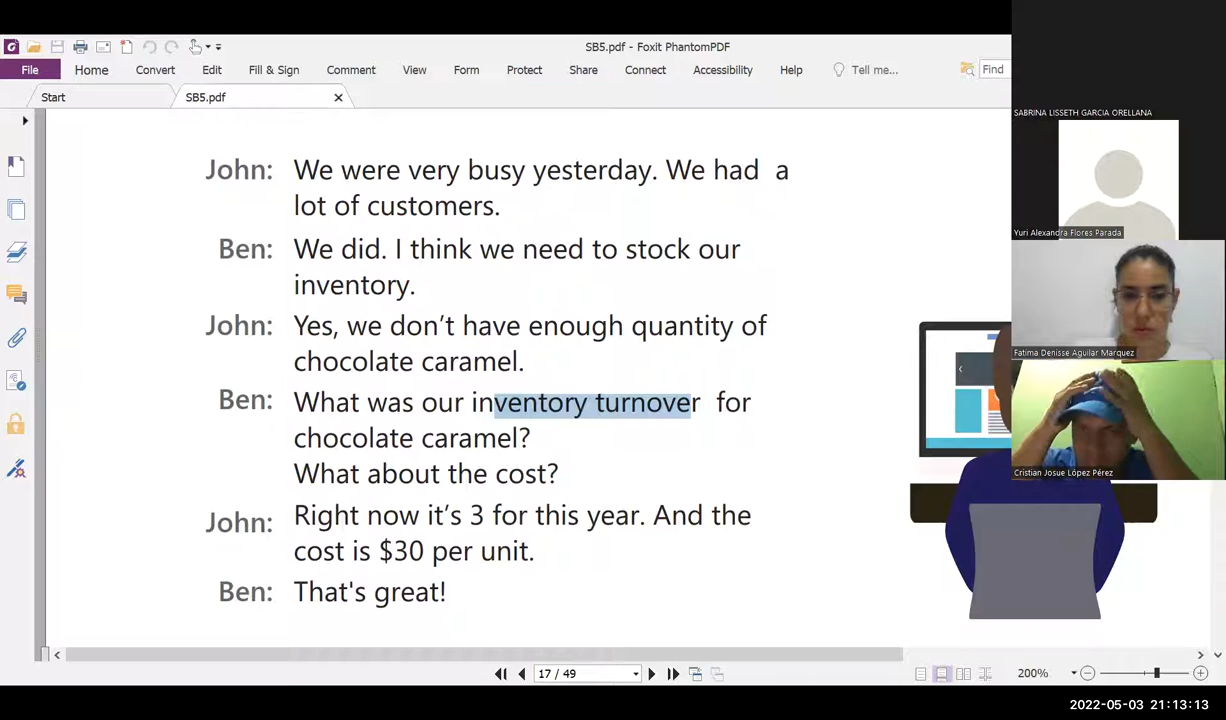 SB5.pdf - Foxit PhantomPDF
File Home Convert Edit Fill & Sign Comment View Form Protect Share Connect Accessibility Help Tell me... Find
Start SB5.pdf
SABRINA LISSETH GARCIA ORELLANA
John: We were very busy yesterday. We had a
lot of customers.
Yuri Alexandra Flores Parada
Ben: We did. I think we need to stock our
inventory.
John: Yes, we don't have enough quantity of
chocolate caramel.
Fatima Denisse Aguilar Marquez
Ben: What was our inventory turnover for
chocolate caramel?
What about the cost?
Cristian Josue López Pérez
John: Right now it's 3 for this year. And the
cost is $30 per unit.
Ben: That's great!
17 / 49 200%
2022-05-03 21:13:13